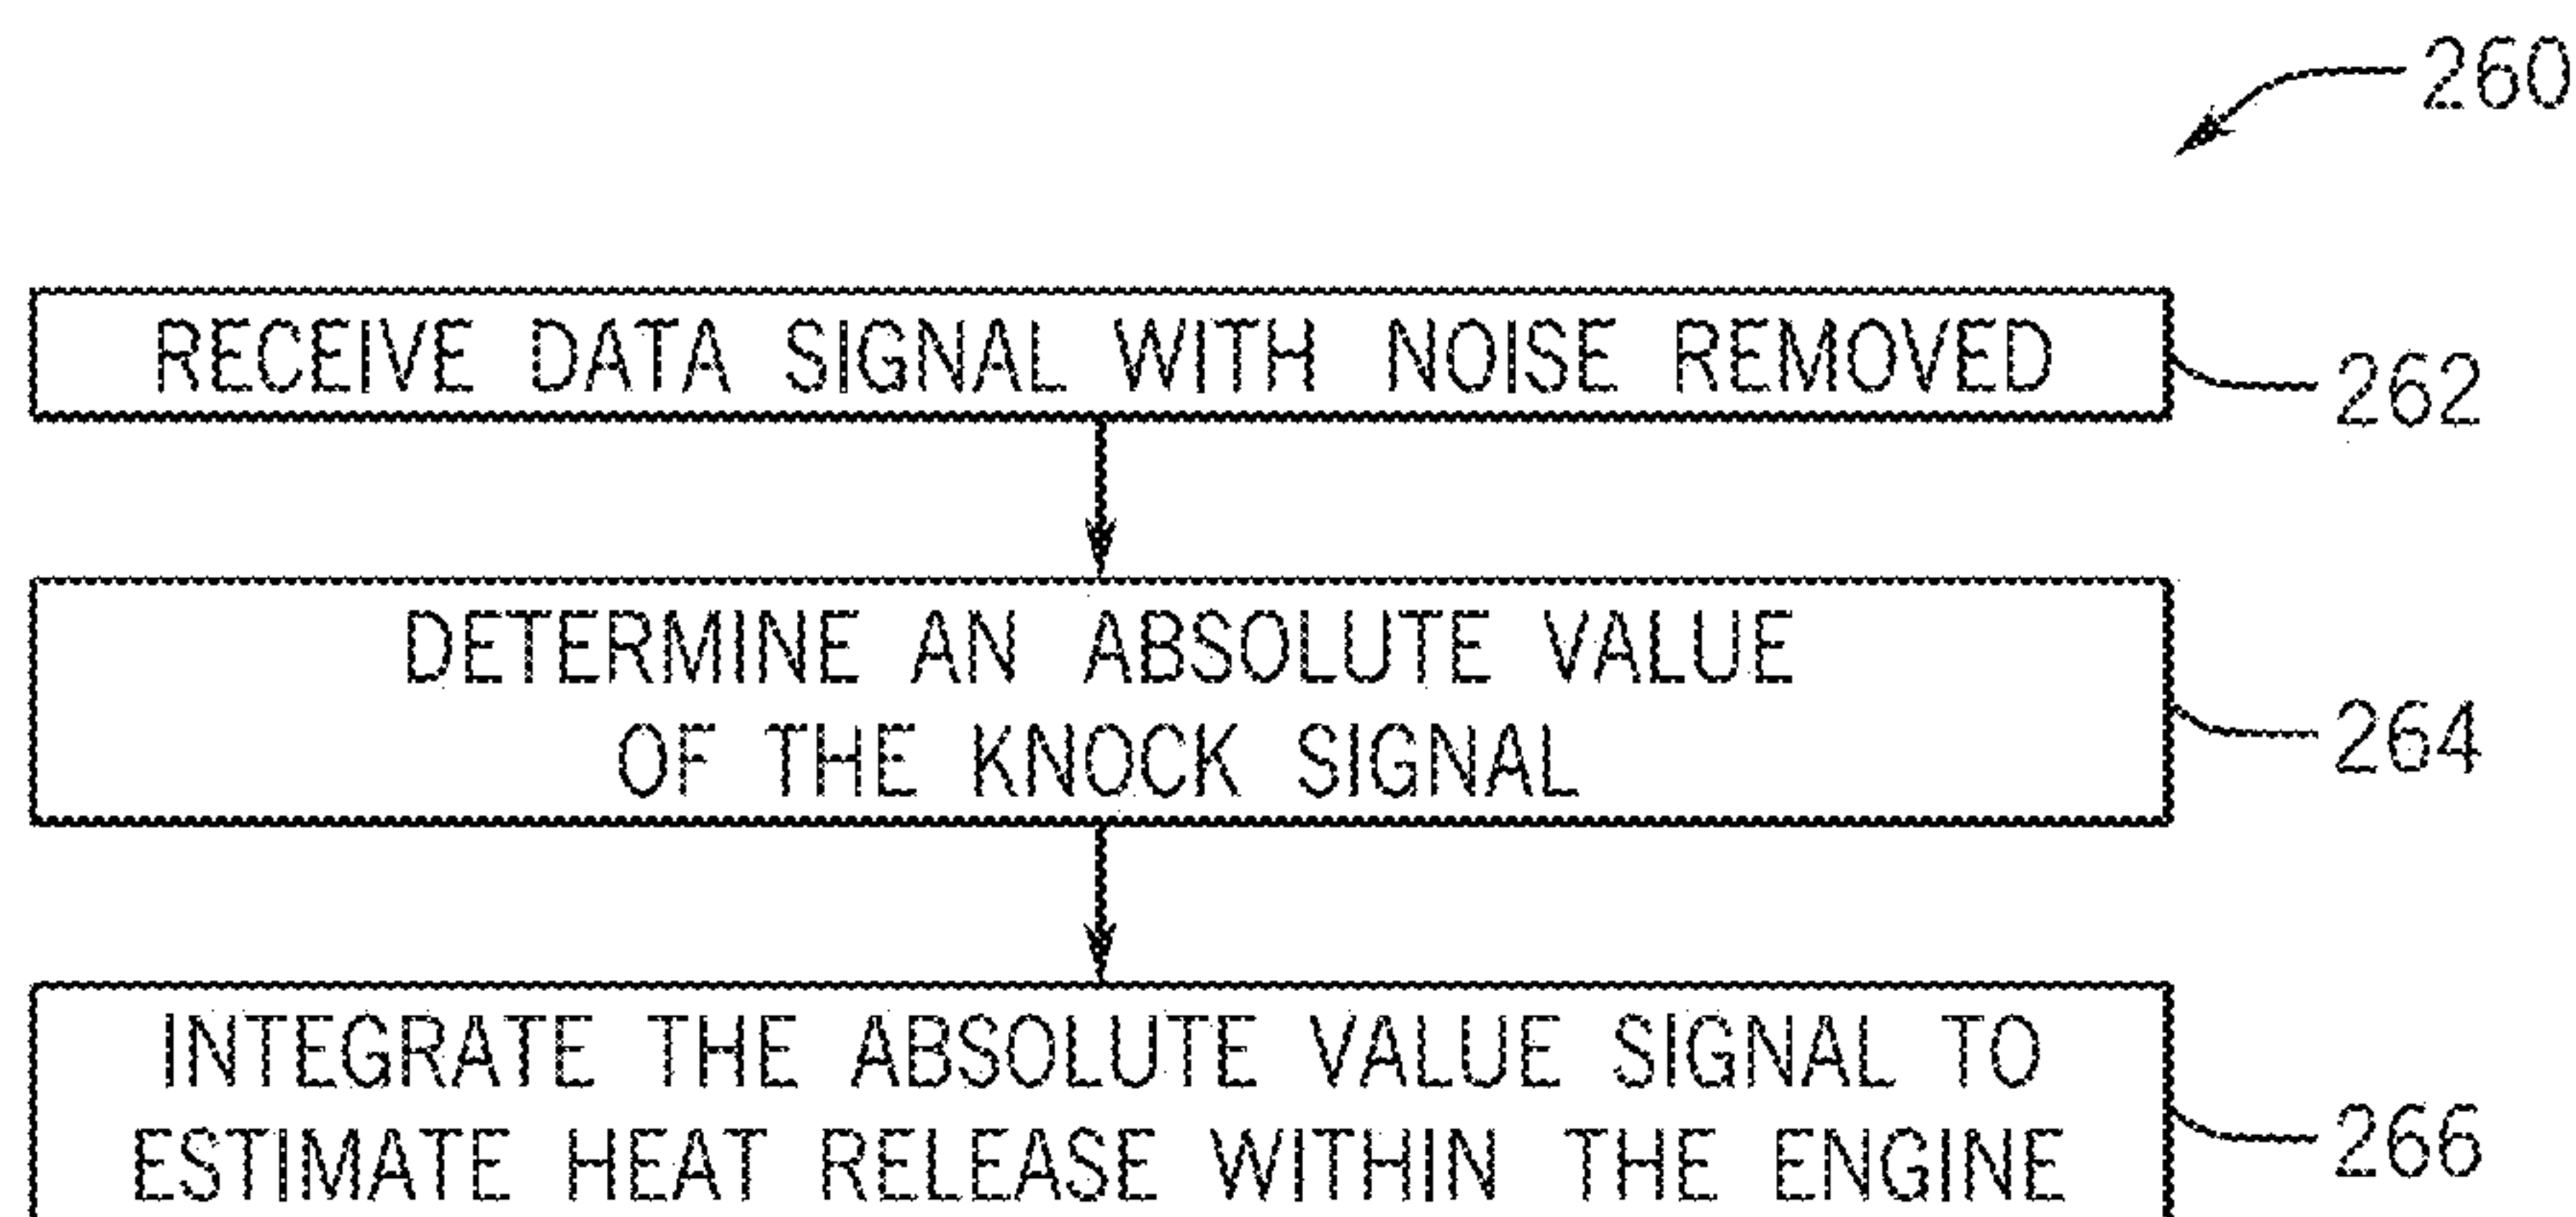 260
RECEIVE DATA SIGNAL WITH NOISE REMOVED
262
DETERMINE AN ABSOLUTE VALUE
OF THE KNOCK SIGNAL
264
INTEGRATE THE ABSOLUTE VALUE SIGNAL TO
ESTIMATE HEAT RELEASE WITHIN THE ENGINE
266